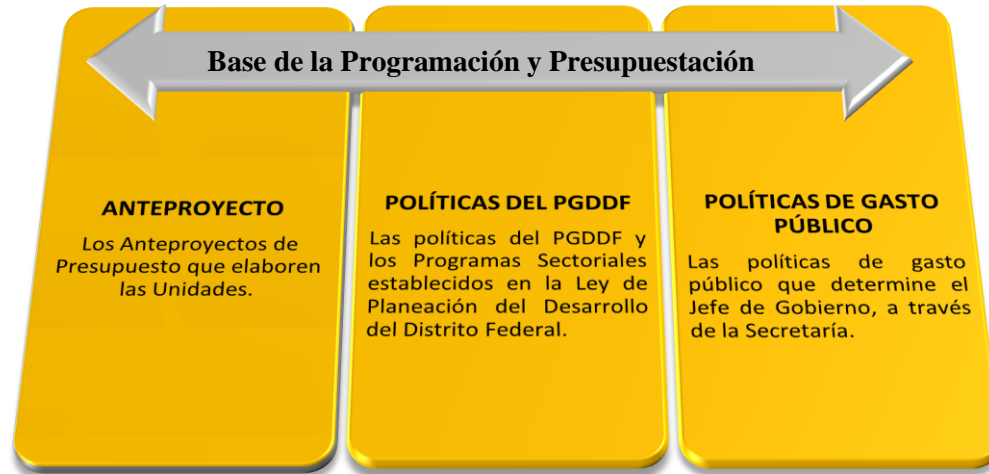 Base de la Programación y Presupuestación
ANTEPROYECTO
Los Anteproyectos de
Presupuesto que elaboren
las Unidades.
POLÍTICAS DEL PGDDF
Las políticas del PGDDF y
los Programas Sectoriales
establecidos en la Ley de
Planeación del Desarrollo
del Distrito Federal.
POLÍTICAS DE GASTO
PÚBLICO
Las políticas de gasto
público que determine el
Jefe de Gobierno, a través
de la Secretaría.